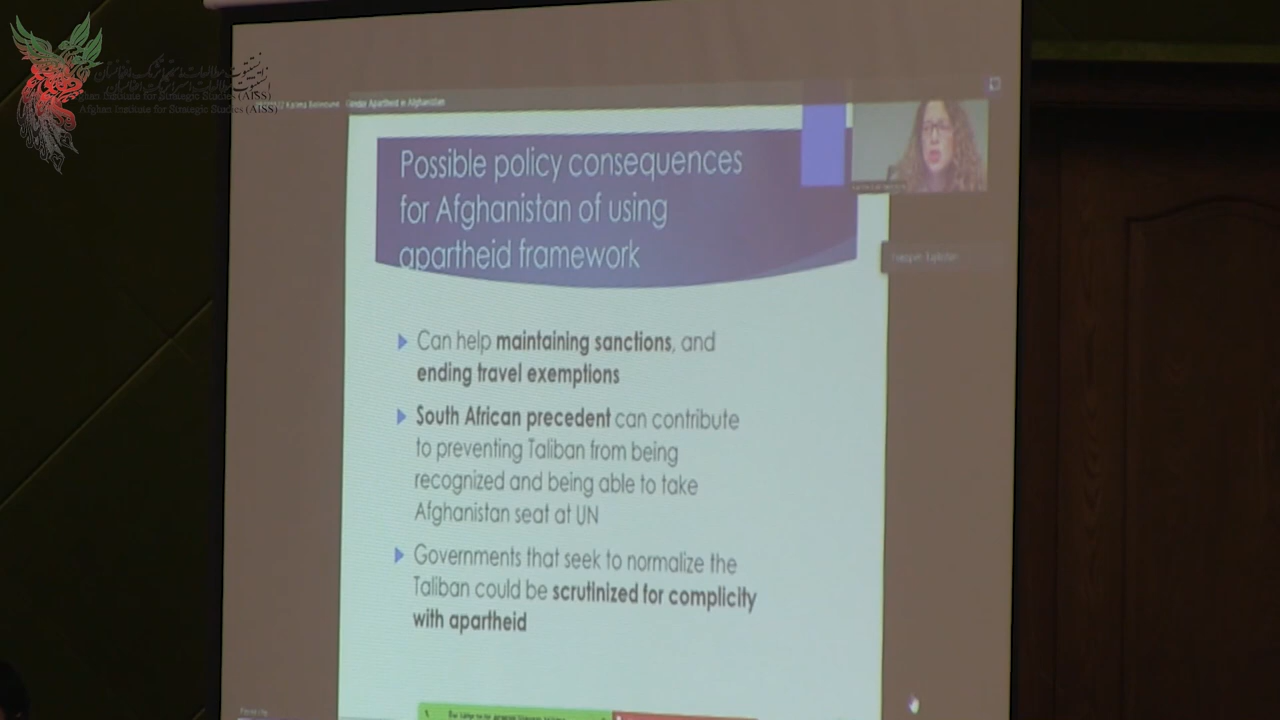 Afghan Institute for Strategic Studies (AISS)
Gender Apartheid in Afghanistan
Possible policy consequences
for Afghanistan of using
apartheid framework
Can help maintaining sanctions, and
ending travel exemptions
South African precedent can contribute
to preventing Taliban from being
recognized and being able to take
Afghanistan seat at UN
Governments that seek to normalize the
Taliban could be scrutinized for complicity
with apartheid